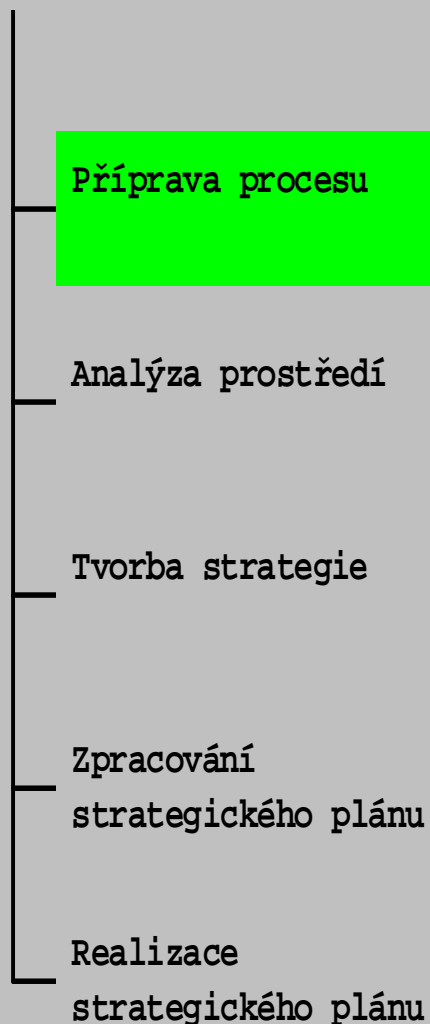 Příprava procesu
Analýza prostředí
Tvorba strategie
Zpracování
strategického plánu
Realizace
strategického plánu